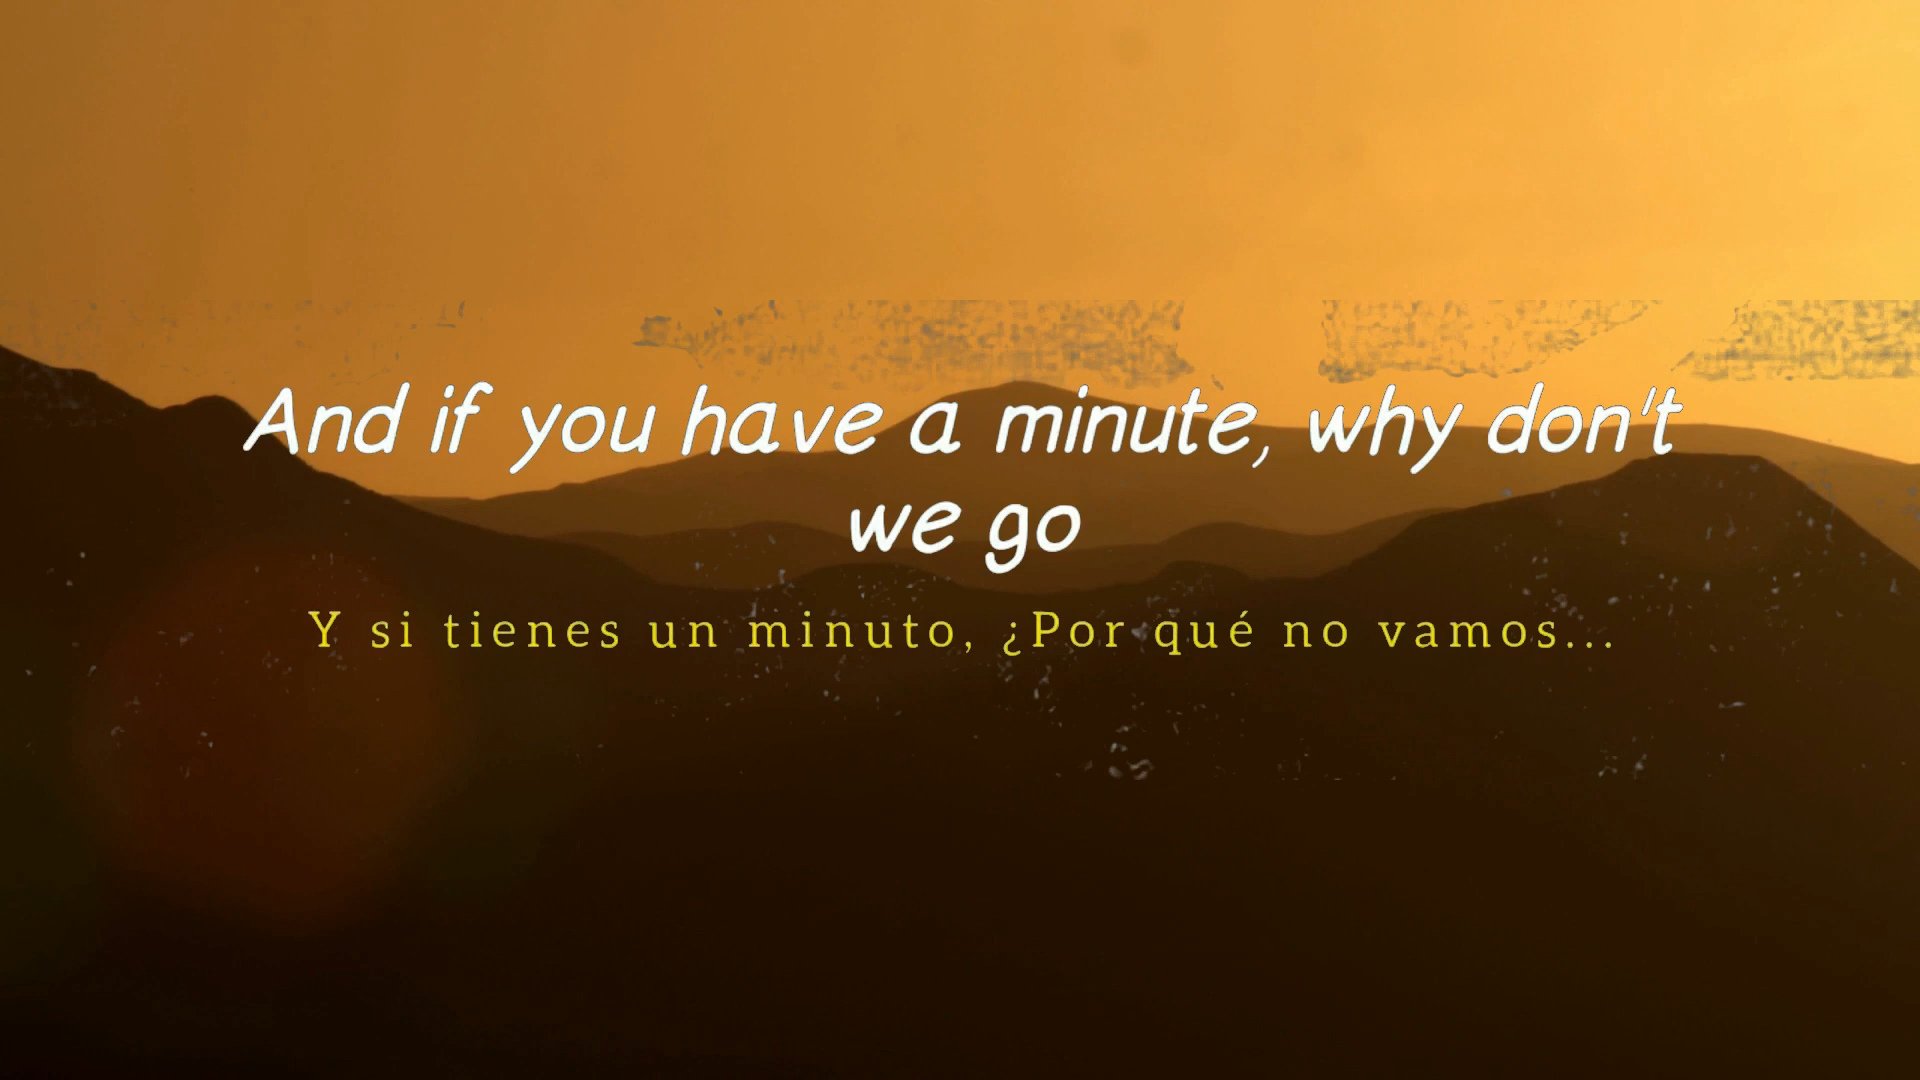 And if you have a minute, why don't
we go
Y si tienes un minuto, ¿Por qué no vamos...